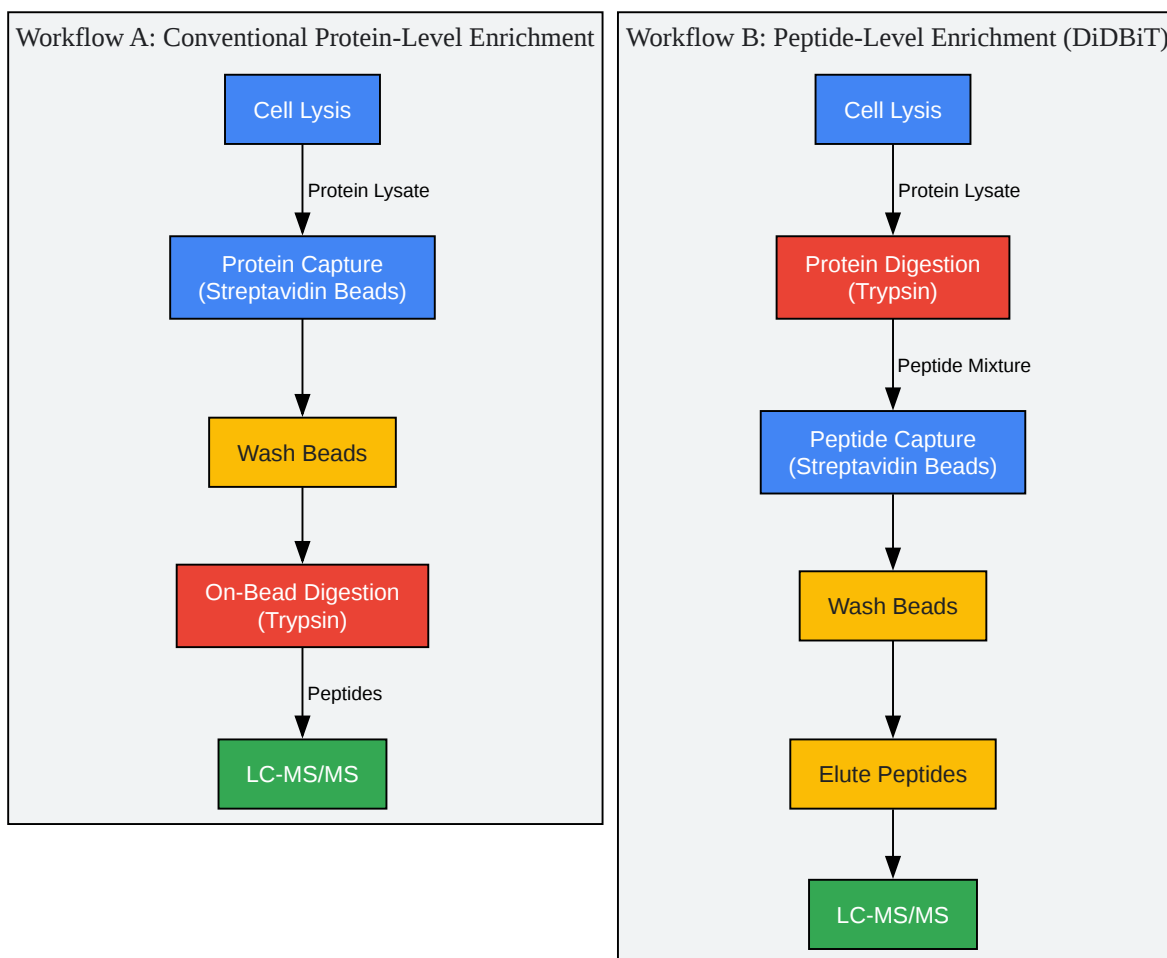 Workflow A: Conventional Protein-Level Enrichment
Cell Lysis
Protein Lysate
Protein Capture
(Streptavidin Beads)
Wash Beads
On-Bead Digestion
(Trypsin)
Peptides
LC-MS/MS
Workflow B: Peptide-Level Enrichment (DiDBiT)
Cell Lysis
Protein Lysate
Protein Digestion
(Trypsin)
Peptide Mixture
Peptide Capture
(Streptavidin Beads)
Wash Beads
Elute Peptides
LC-MS/MS